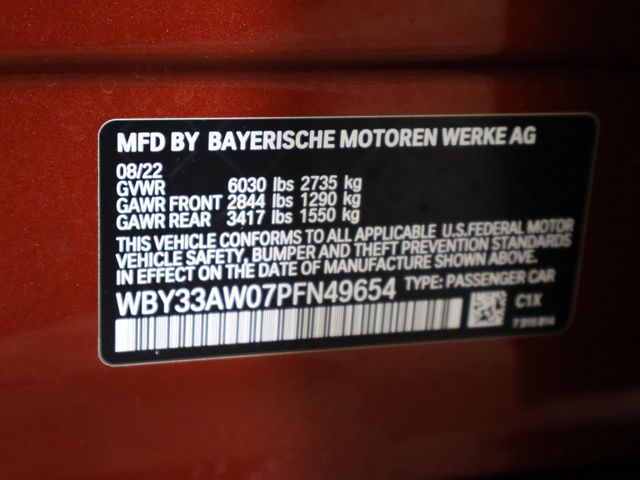 MFD BY BAYERISCHE MOTOREN WERKE AG
08/22
GVWR 6030 lbs 2735 kg
GAWR FRONT 2844 lbs 1290 kg
GAWR REAR 3417 lbs 1550 kg
THIS VEHICLE CONFORMS TO ALL APPLICABLE U.S.FEDERAL MOTOR
VEHICLE SAFETY, BUMPER AND THEFT PREVENTION STANDARDS
IN EFFECT ON THE DATE OF MANUFACTURE SHOWN ABOVE.
WBY33AW07PFN49654 TYPE: PASSENGER CAR
C1X